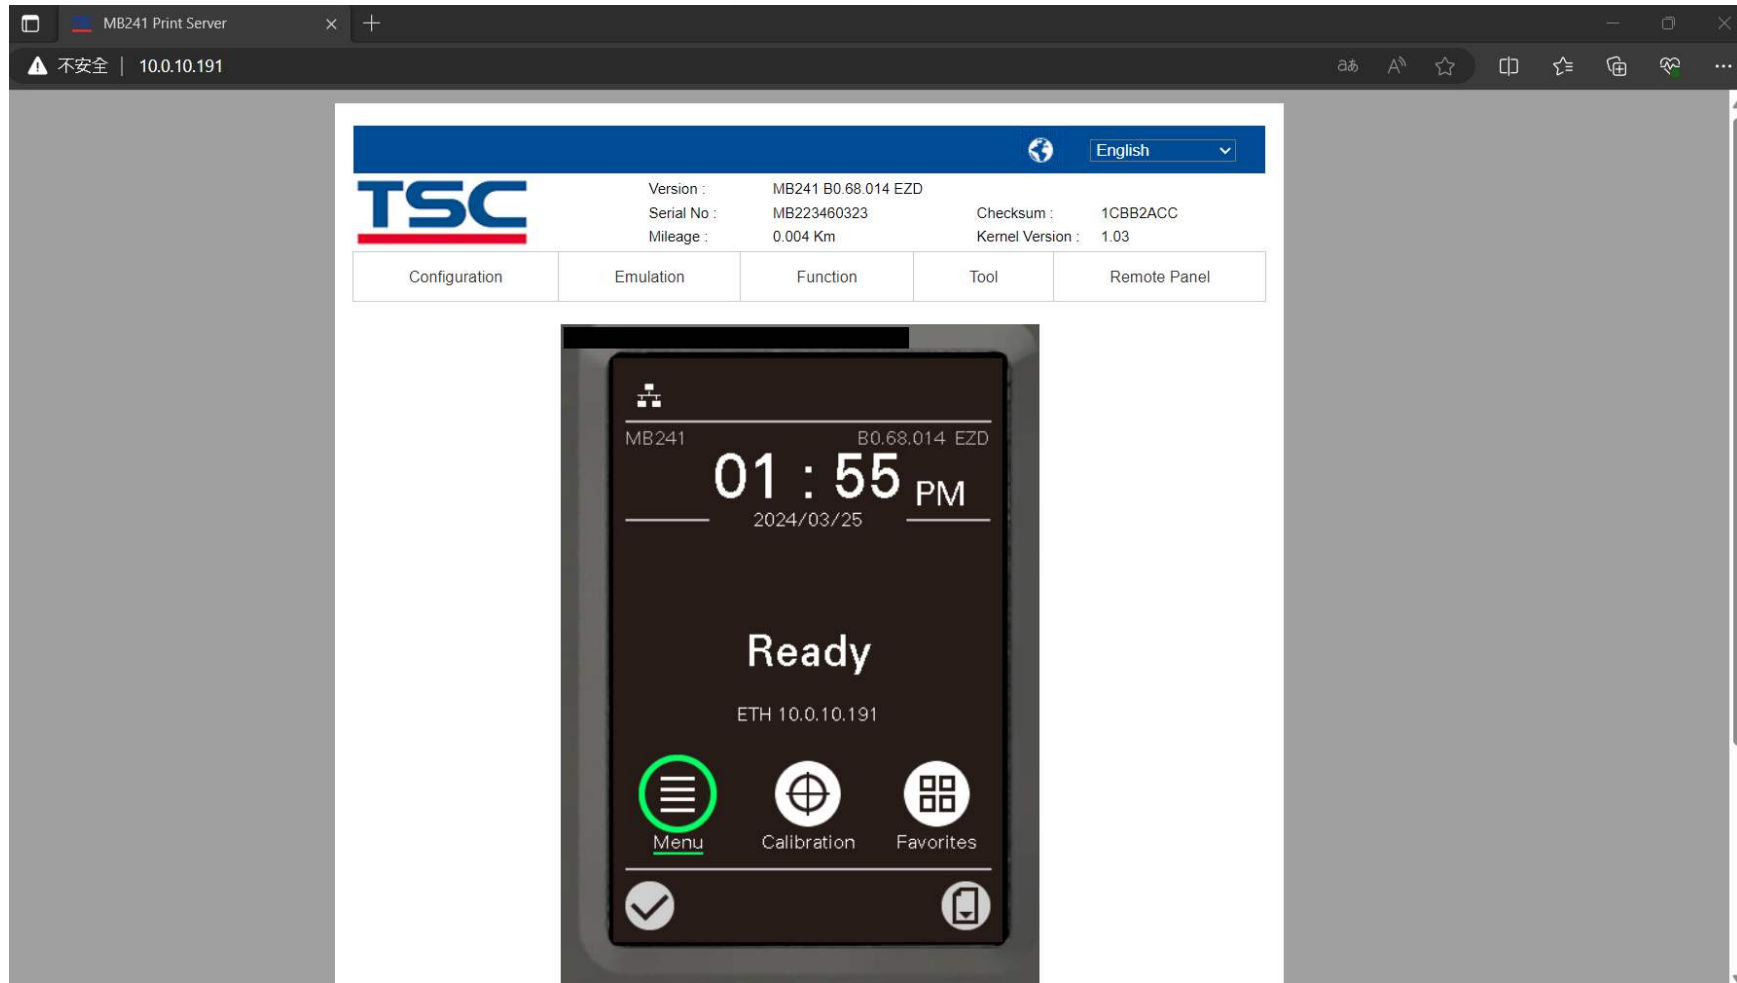 MB241 Print Server
不安全 | 10.0.10.191
aあ A
English
TSC
Version : MB241 B0.68.014 EZD
Serial No : MB223460323 Checksum : 1CBB2ACC
Mileage : 0.004 Km Kernel Version : 1.03
Configuration Emulation Function Tool Remote Panel
MB241 B0.68.014 EZD
01 : 55 PM
2024/03/25
Ready
ETH 10.0.10.191
Menu Calibration Favorites